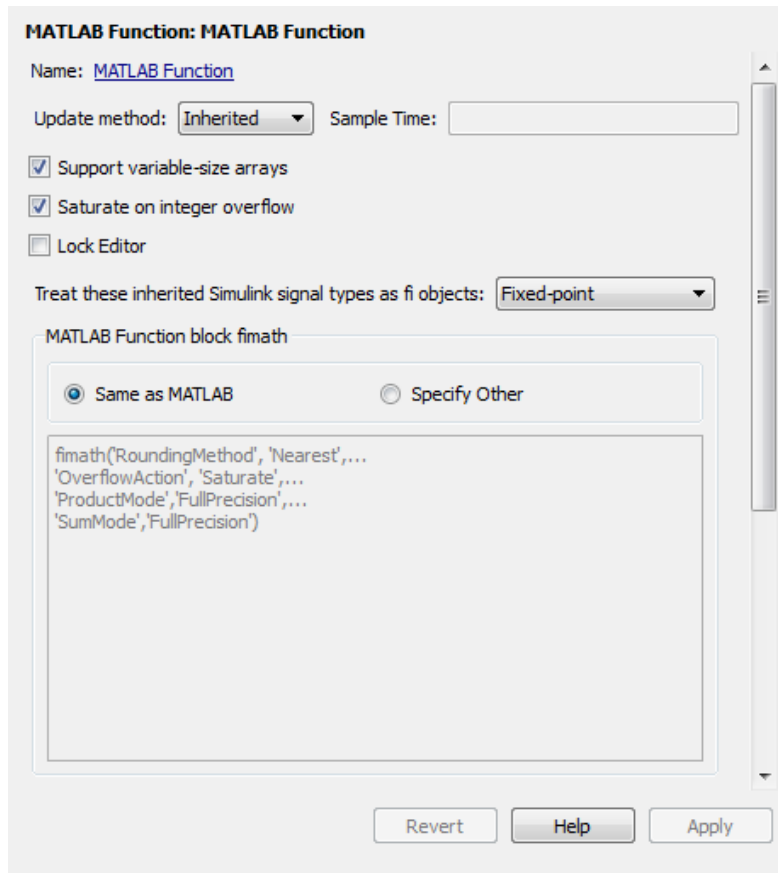 MATLAB Function: MATLAB Function
Name: MATLAB Function
Update method: Inherited Sample Time:
Support variable-size arrays
Saturate on integer overflow
Lock Editor
Treat these inherited Simulink signal types as fi objects: Fixed-point
MATLAB Function block fimath
Same as MATLAB Specify Other
fimath('RoundingMethod', 'Nearest',...
'OverflowAction', 'Saturate',...
'ProductMode','FullPrecision',...
'SumMode','FullPrecision')
Revert Help Apply